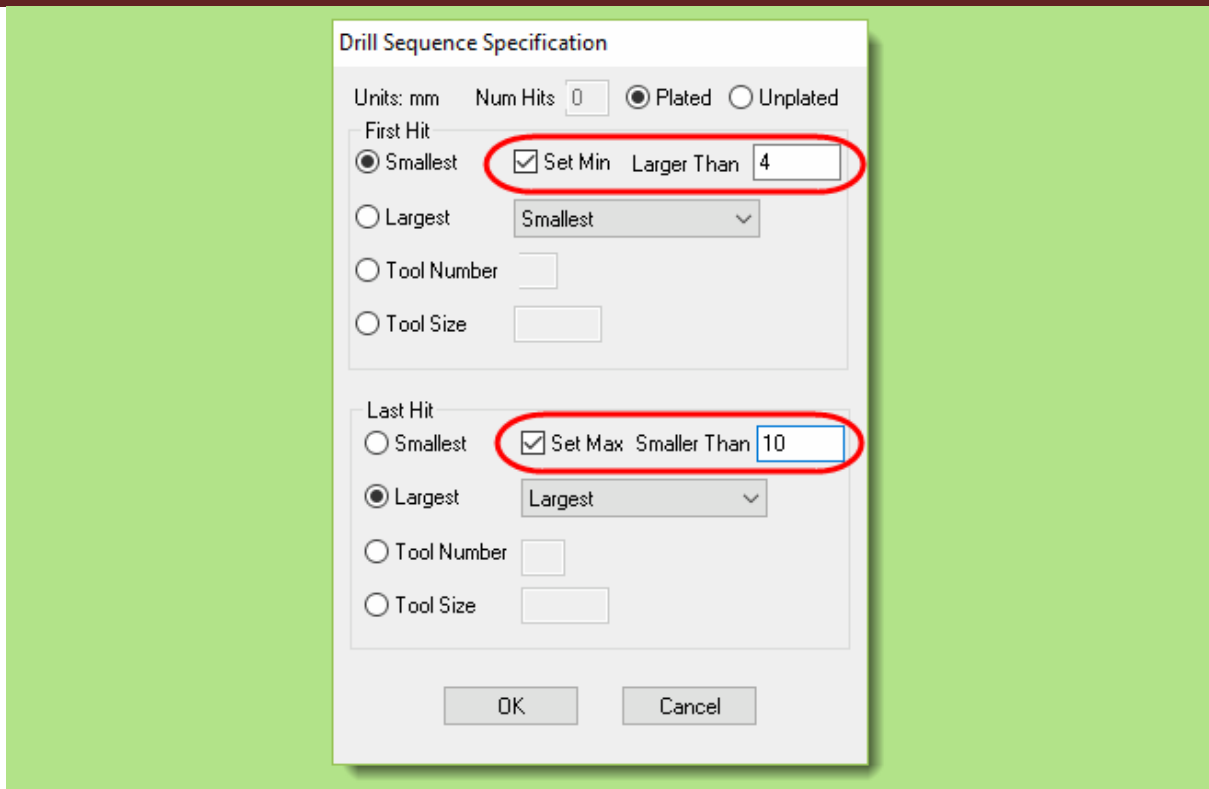 Drill Sequence Specification
Units: mm Num Hits 0 Plated Unplated
First Hit
Smallest Set Min Larger Than 4
Largest Smallest
Tool Number
Tool Size
Last Hit
Smallest Set Max Smaller Than 10
Largest Largest
Tool Number
Tool Size
OK Cancel